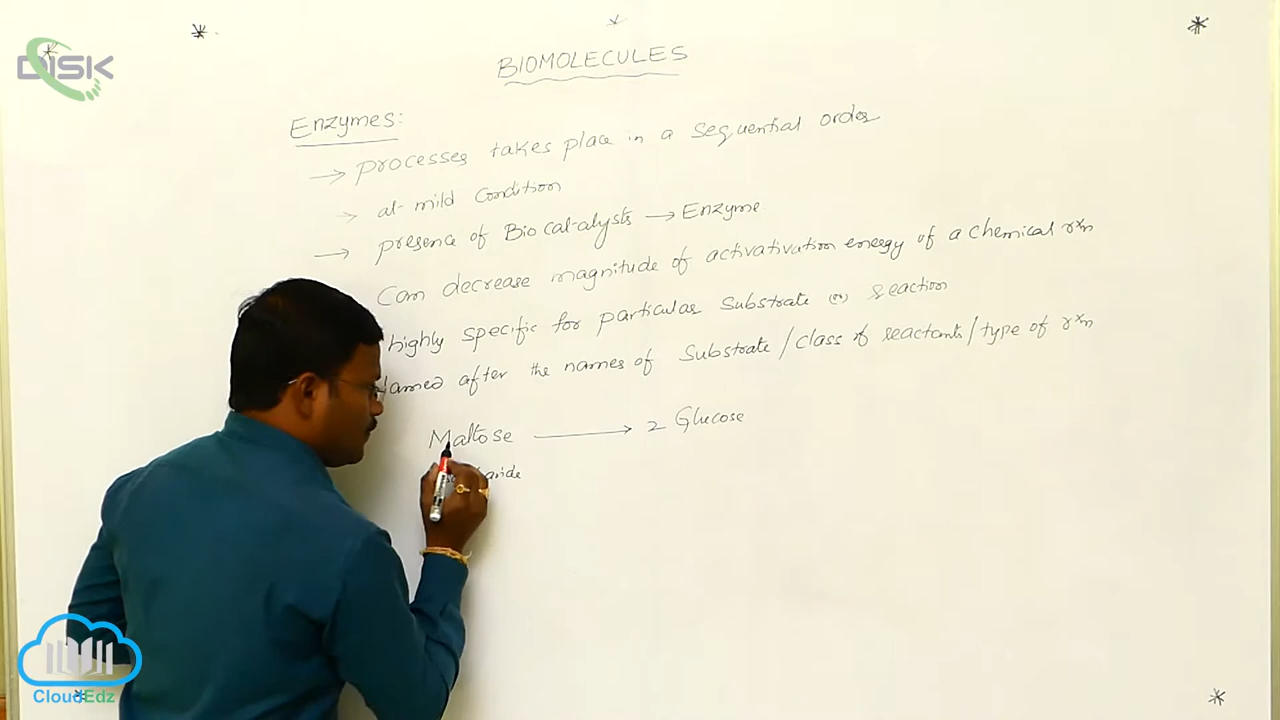 DISK
BIOMOLECULES
Enzymes:
→ processes takes place in a sequential order
→ at mild Condition
→ presence of Bio catalysts → Enzyme
Can decrease magnitude of activativation energy of a chemical rxn
highly specific for particular Substrate (or) reaction
named after the names of Substrate / class of reactants / type of rxn
Maltose → 2 Glucose
CloudEdz